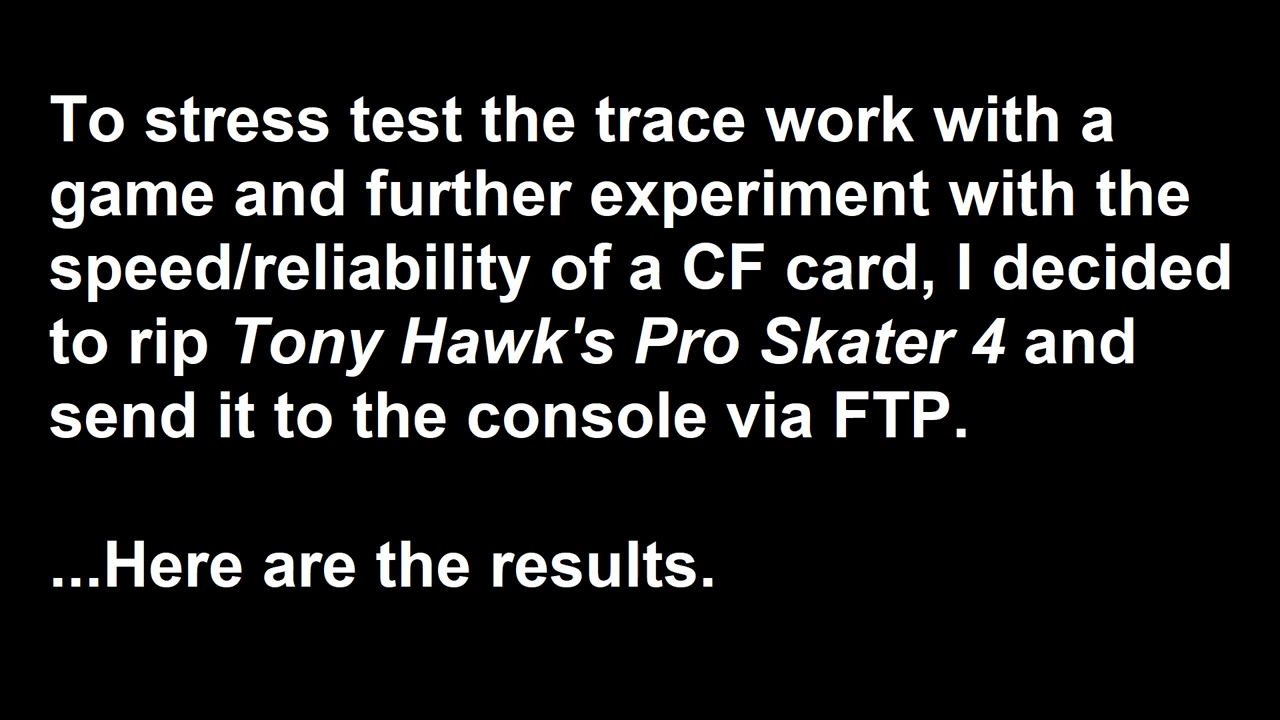 To stress test the trace work with a
game and further experiment with the
speed/reliability of a CF card, I decided
to rip Tony Hawk's Pro Skater 4 and
send it to the console via FTP.
...Here are the results.